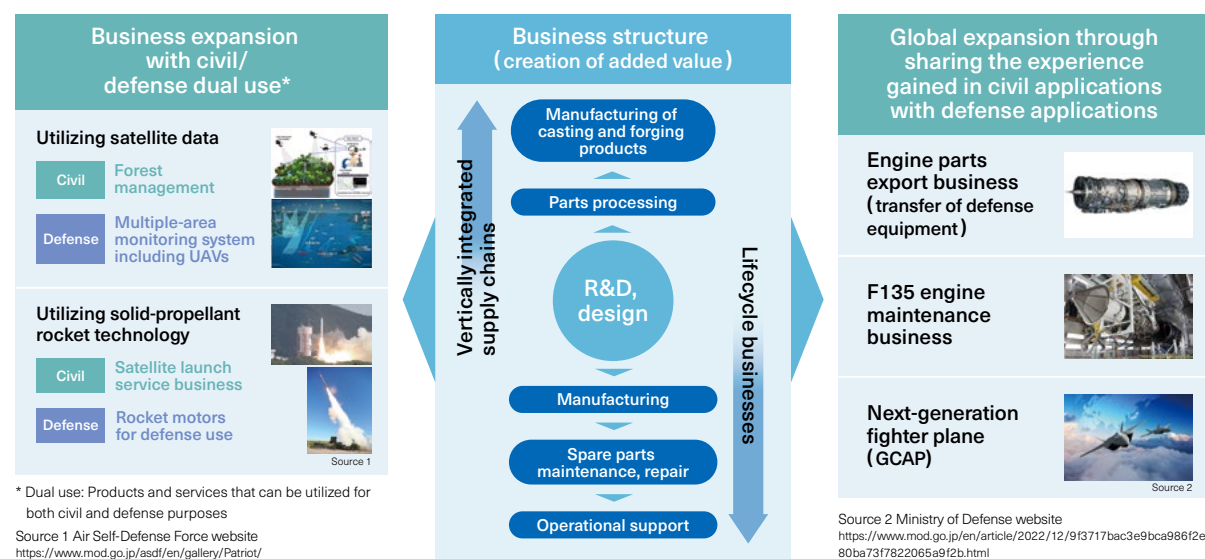 Business expansion
with civil/
defense dual use*
Utilizing satellite data
Civil
Forest
management
Defense
Multiple-area
monitoring system
including UAVs
Utilizing solid-propellant
rocket technology
Civil
Satellite launch
service business
Defense
Rocket motors
for defense use
Source 1
* Dual use: Products and services that can be utilized for
both civil and defense purposes
Source 1 Air Self-Defense Force website
https://www.mod.go.jp/asdf/en/gallery/Patriot/
Business structure
(creation of added value)
Vertically integrated
supply chains
Manufacturing of
casting and forging
products
Parts processing
R&D,
design
Lifecycle businesses
Manufacturing
Spare parts
maintenance, repair
Operational support
Global expansion through
sharing the experience
gained in civil applications
with defense applications
Engine parts
export business
(transfer of defense
equipment)
F135 engine
maintenance
business
Next-generation
fighter plane
(GCAP)
Source 2
Source 2 Ministry of Defense website
https://www.mod.go.jp/en/article/2022/12/9f3717bac3e9bca986f2e
80ba73f7822065a9f2b.html